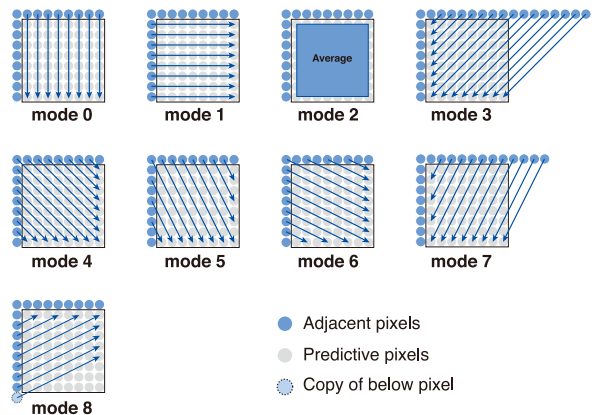 Average
mode 0
mode 1
mode 2
mode 3
mode 4
mode 5
mode 6
mode 7
mode 8
Adjacent pixels
Predictive pixels
Copy of below pixel